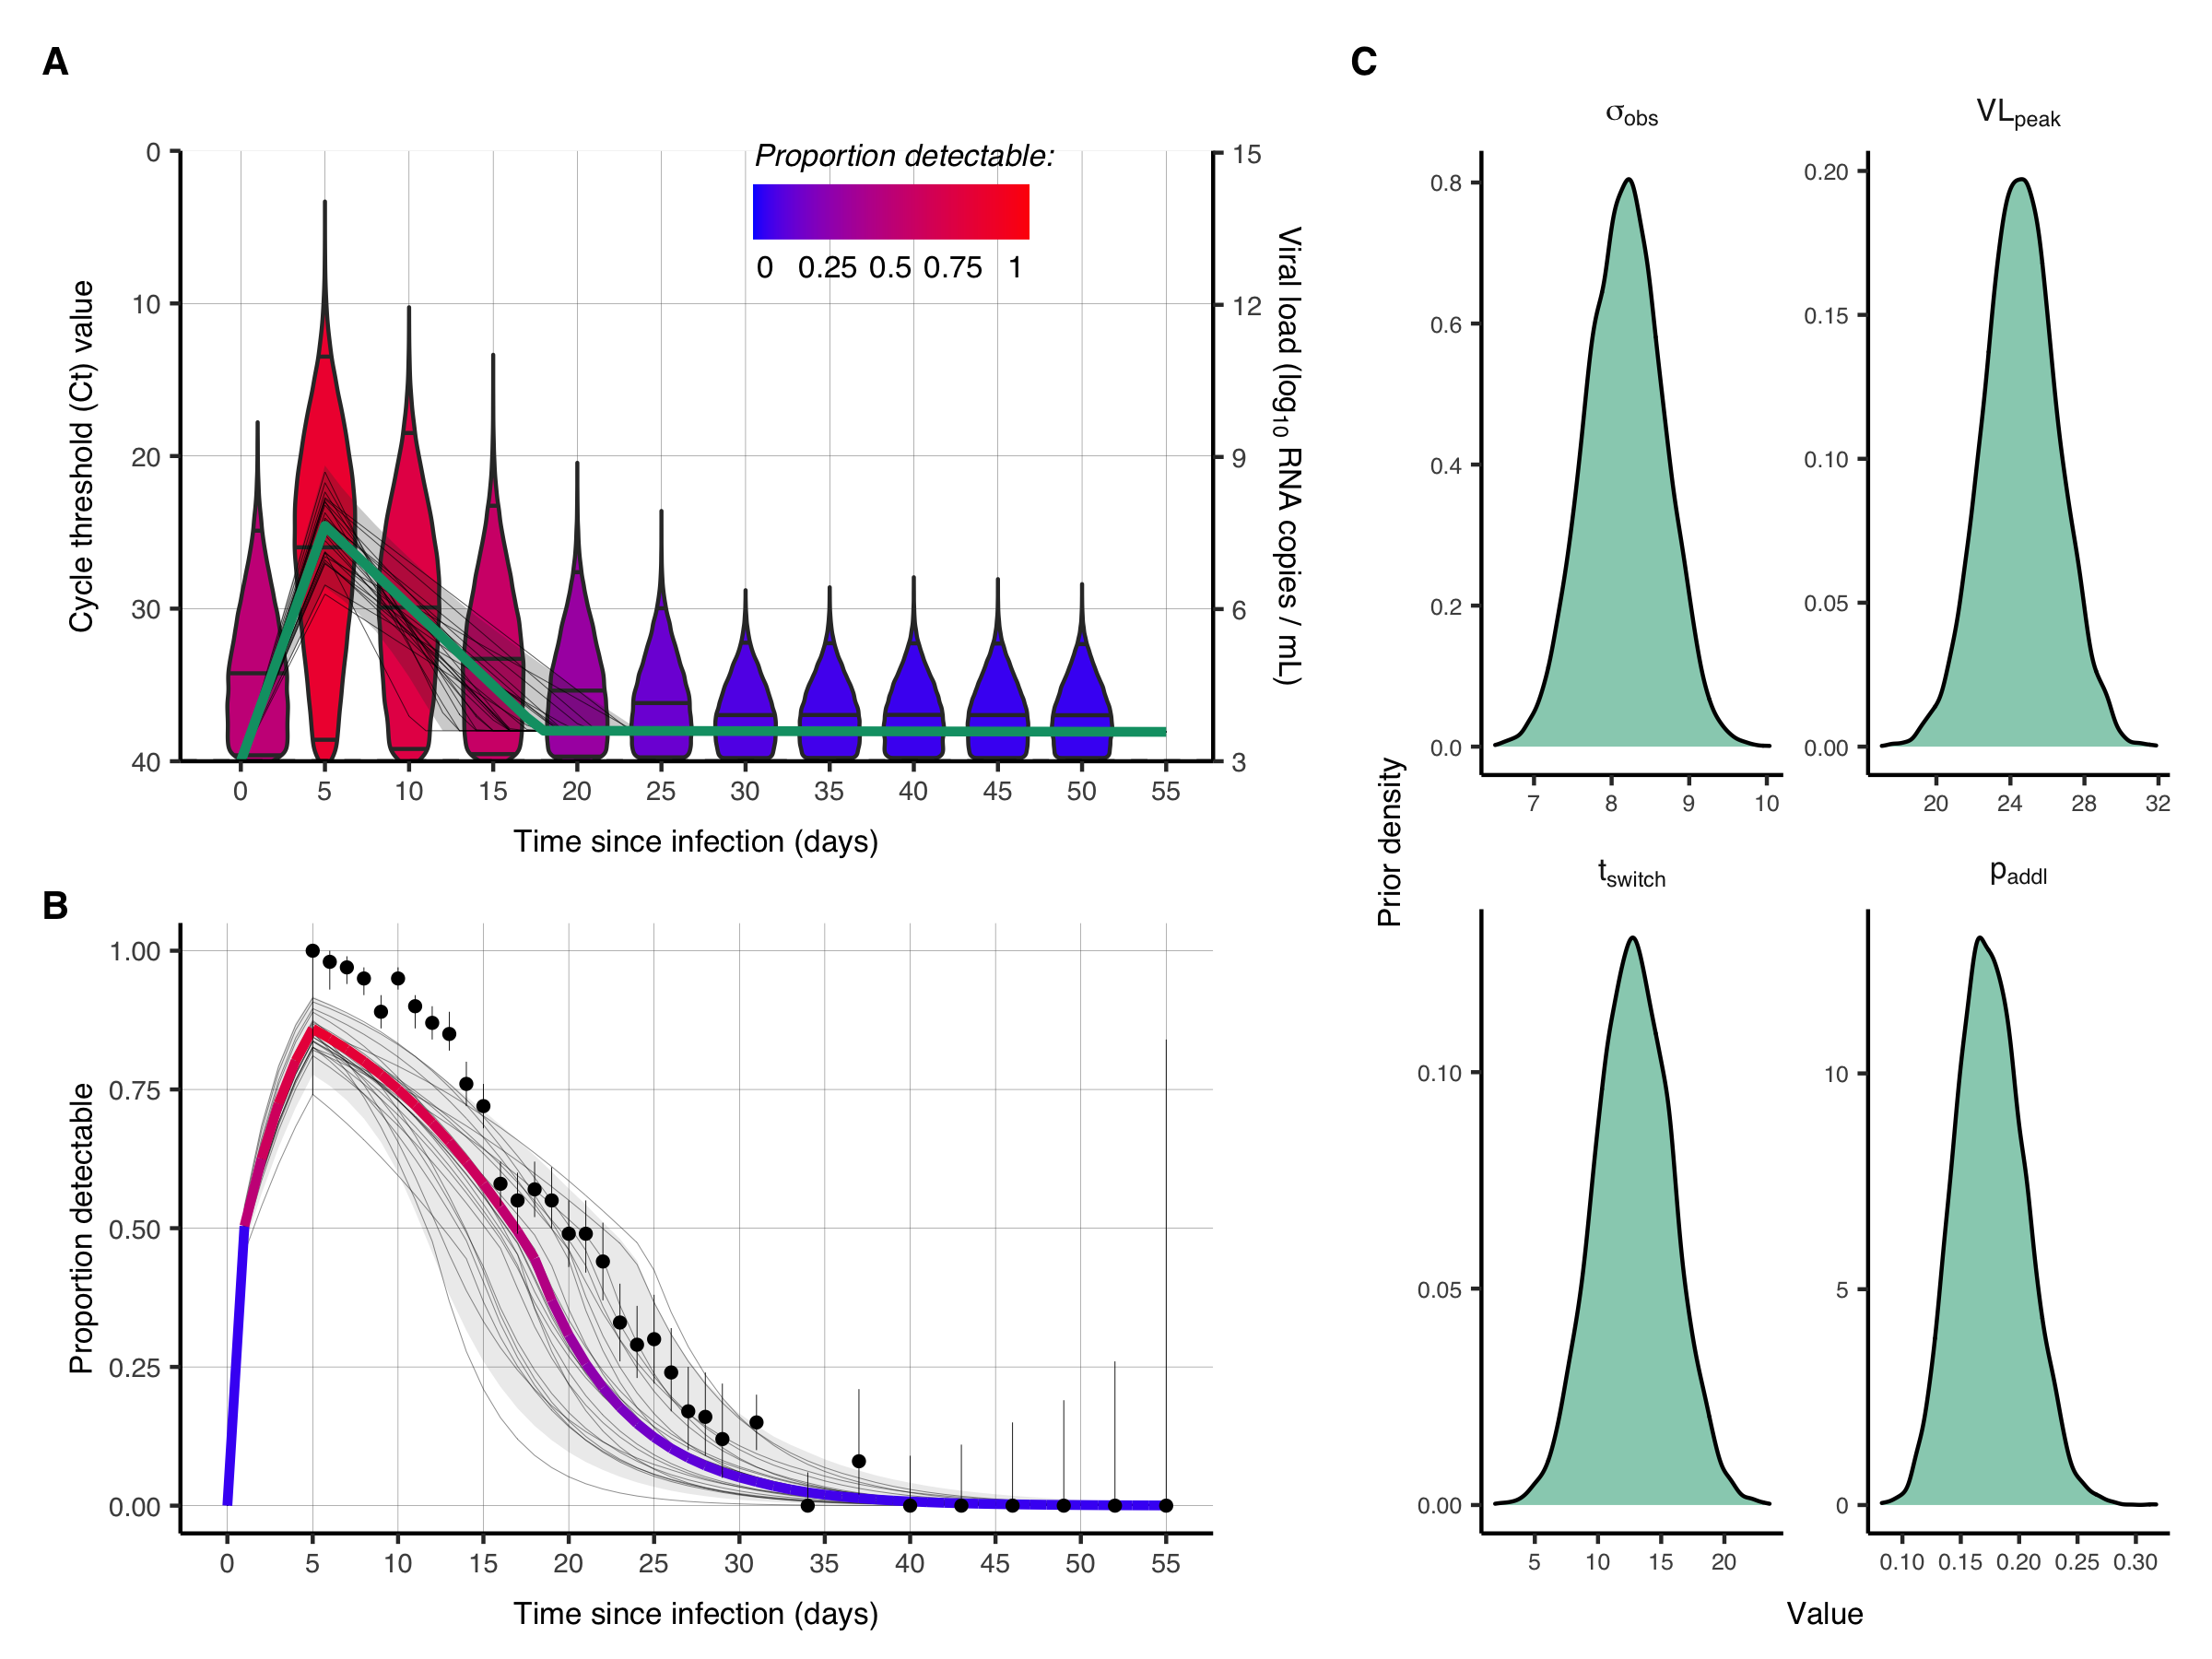 A
Proportion detectable:
0 0.25 0.5 0.75 1
0
10
20
30
40
Cycle threshold (Ct) value
15
12
9
6
3
Viral load (log10 RNA copies / mL)
0 5 10 15 20 25 30 35 40 45 50 55
Time since infection (days)
B
1.00
0.75
0.50
0.25
0.00
Proportion detectable
0 5 10 15 20 25 30 35 40 45 50 55
Time since infection (days)
C
Prior density
σobs
0.8
0.6
0.4
0.2
0.0
7 8 9 10
VLpeak
0.20
0.15
0.10
0.05
0.00
20 24 28 32
tswitch
0.10
0.05
0.00
5 10 15 20
paddl
10
5
0
0.10 0.15 0.20 0.25 0.30
Value